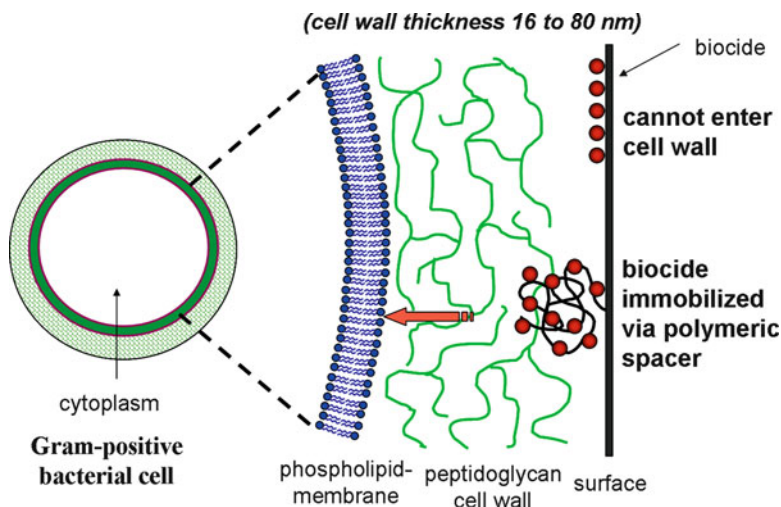 (cell wall thickness 16 to 80 nm)
biocide
cannot enter
cell wall
biocide
immobilized
via polymeric
spacer
cytoplasm
Gram-positive
bacterial cell
phospholipid-
membrane
peptidoglycan
cell wall
surface